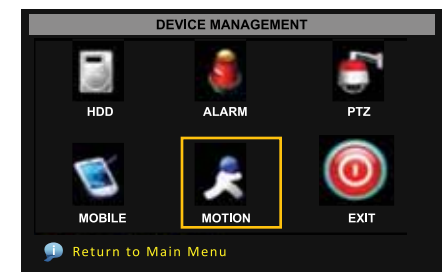 DEVICE MANAGEMENT
HDD ALARM PTZ
MOBILE MOTION EXIT
Return to Main Menu